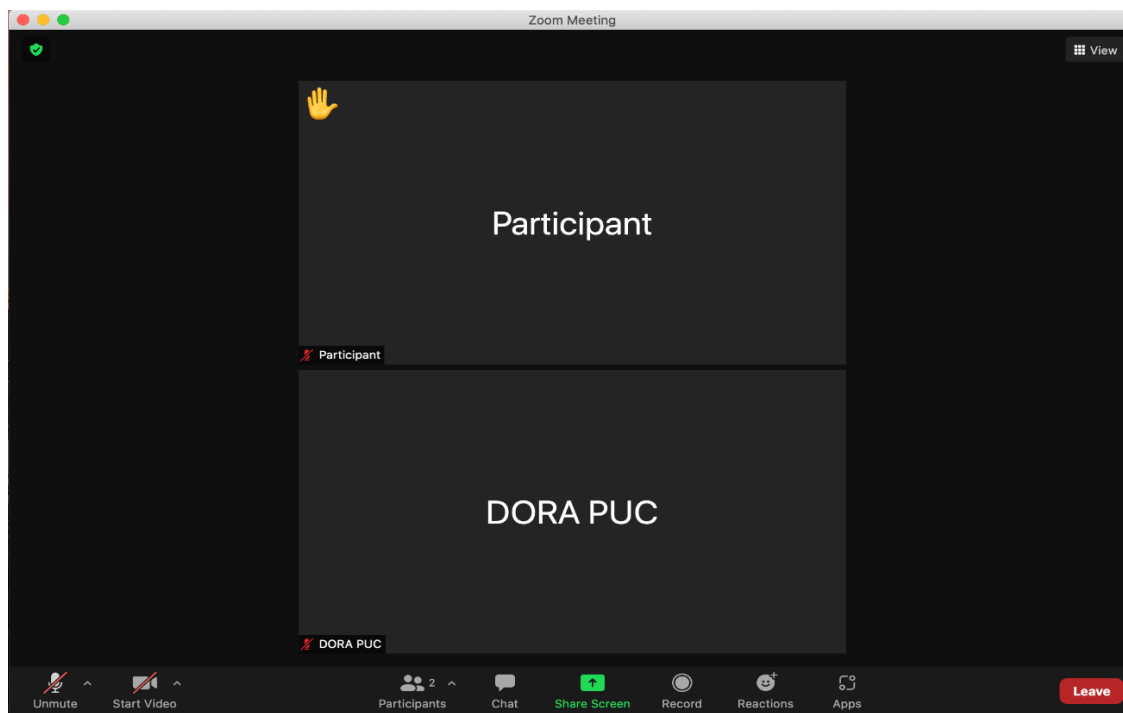 Zoom Meeting
View
Participant
Participant
DORA PUC
DORA PUC
Unmute
Start Video
2
Participants
Chat
Share Screen
Record
Reactions
Apps
Leave